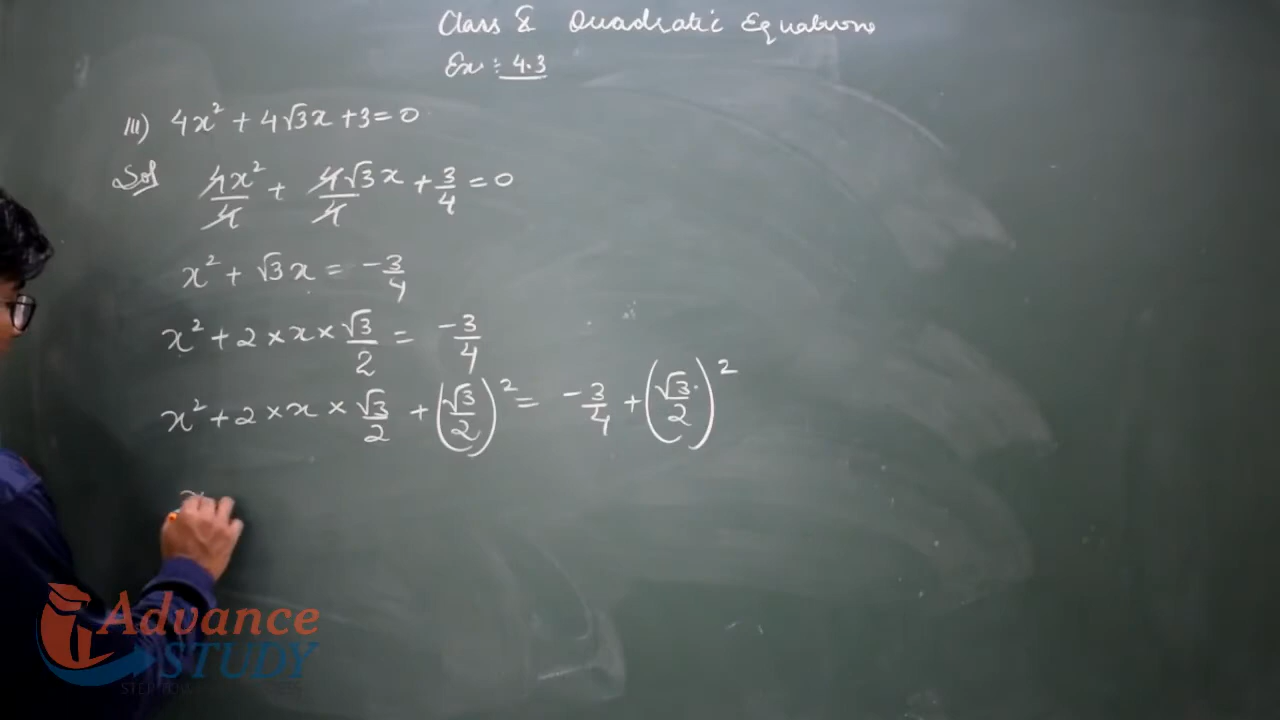 Class 8 Quadratic Equations
Ex : 4.3
III) 4x² + 4√3x + 3 = 0
Sol 4x²/4 + 4√3x/4 + 3/4 = 0
x² + √3x = -3/4
x² + 2 × x × √3/2 = -3/4
x² + 2 × x × √3/2 + (√3/2)² = -3/4 + (√3/2)²
x
Advance
STUDY